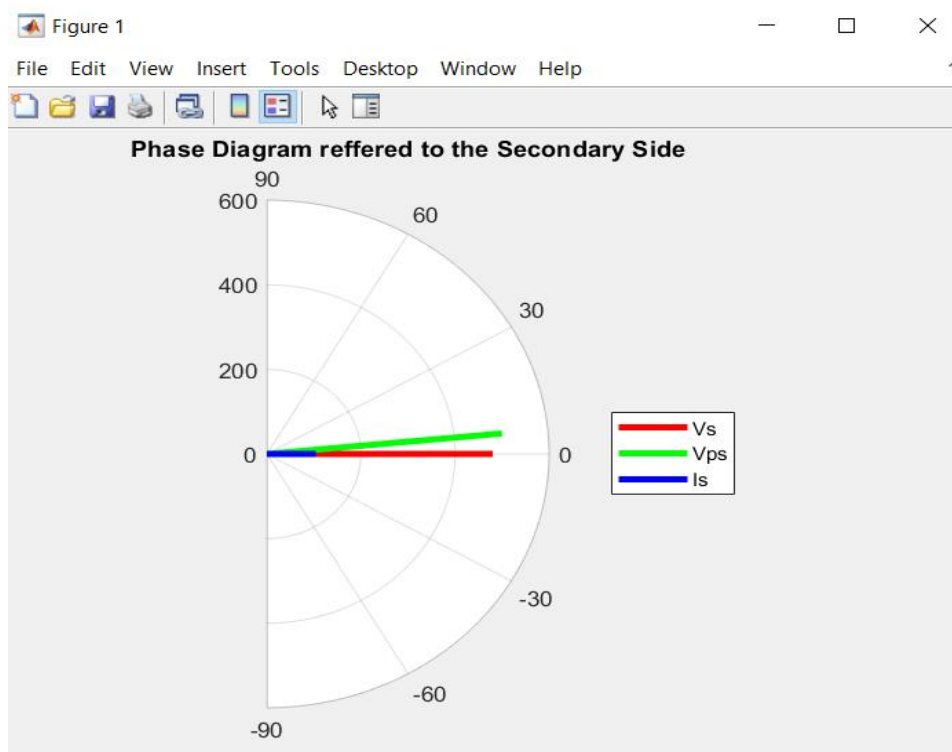 Figure 1
File Edit View Insert Tools Desktop Window Help
Phase Diagram reffered to the Secondary Side
90
600
60
400
30
200
0
0
-30
-60
-90
Vs
Vps
Is